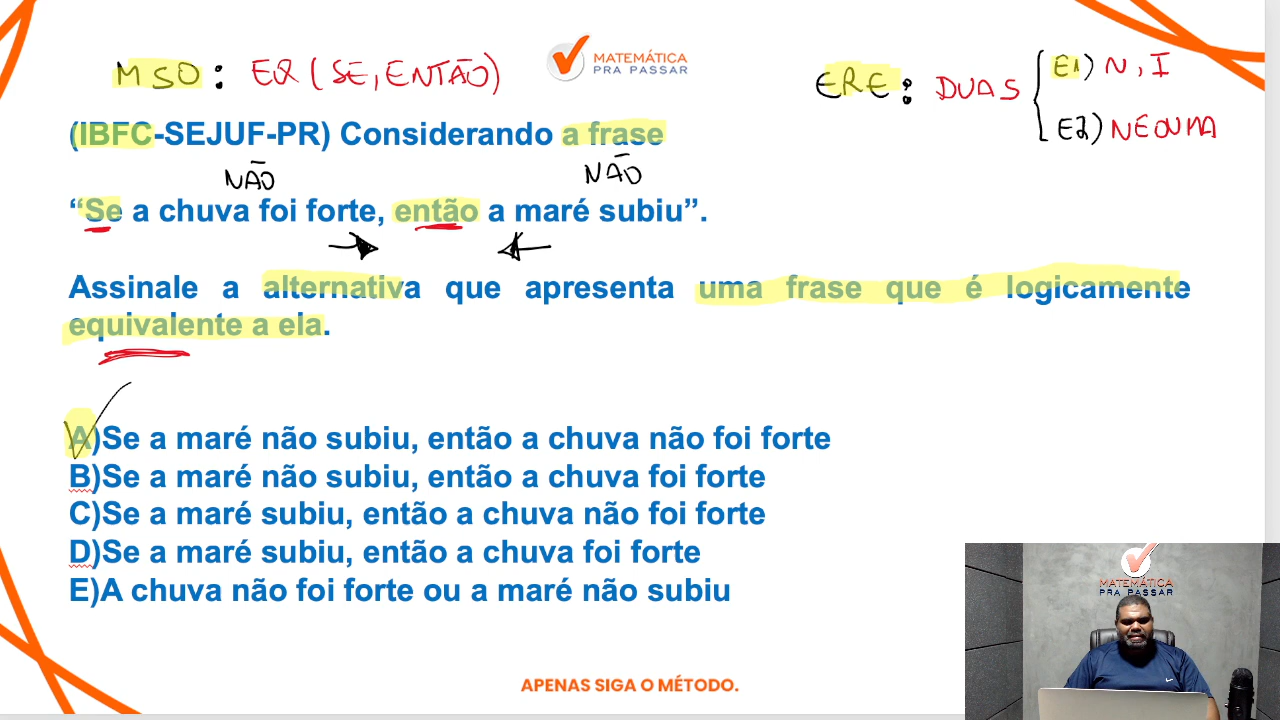 MSO: EQ (SE, ENTÃO)
MATEMÁTICA
PRA PASSAR
ERE: DUAS
E1) N, I
E2) NEOUMA
(IBFC-SEJUF-PR) Considerando a frase
NÃO
NÃO
“Se a chuva foi forte, então a maré subiu”.
Assinale a alternativa que apresenta uma frase que é logicamente
equivalente a ela.
A)Se a maré não subiu, então a chuva não foi forte
B)Se a maré não subiu, então a chuva foi forte
C)Se a maré subiu, então a chuva não foi forte
D)Se a maré subiu, então a chuva foi forte
E)A chuva não foi forte ou a maré não subiu
MATEMÁTICA
PRA PASSAR
APENAS SIGA O MÉTODO.